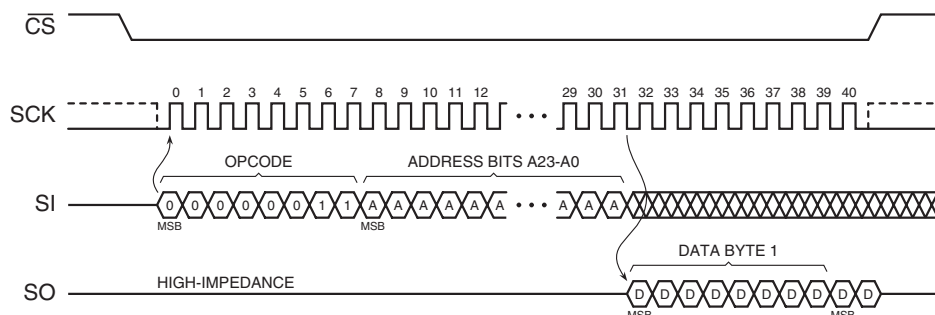 CS
0 1 2 3 4 5 6 7 8 9 10 11 12 29 30 31 32 33 34 35 36 37 38 39 40
SCK
OPCODE ADDRESS BITS A23-A0
SI 0 0 0 0 0 0 1 1 A A A A A A A A A
MSB MSB
DATA BYTE 1
HIGH-IMPEDANCE
SO D D D D D D D D D D
MSB MSB